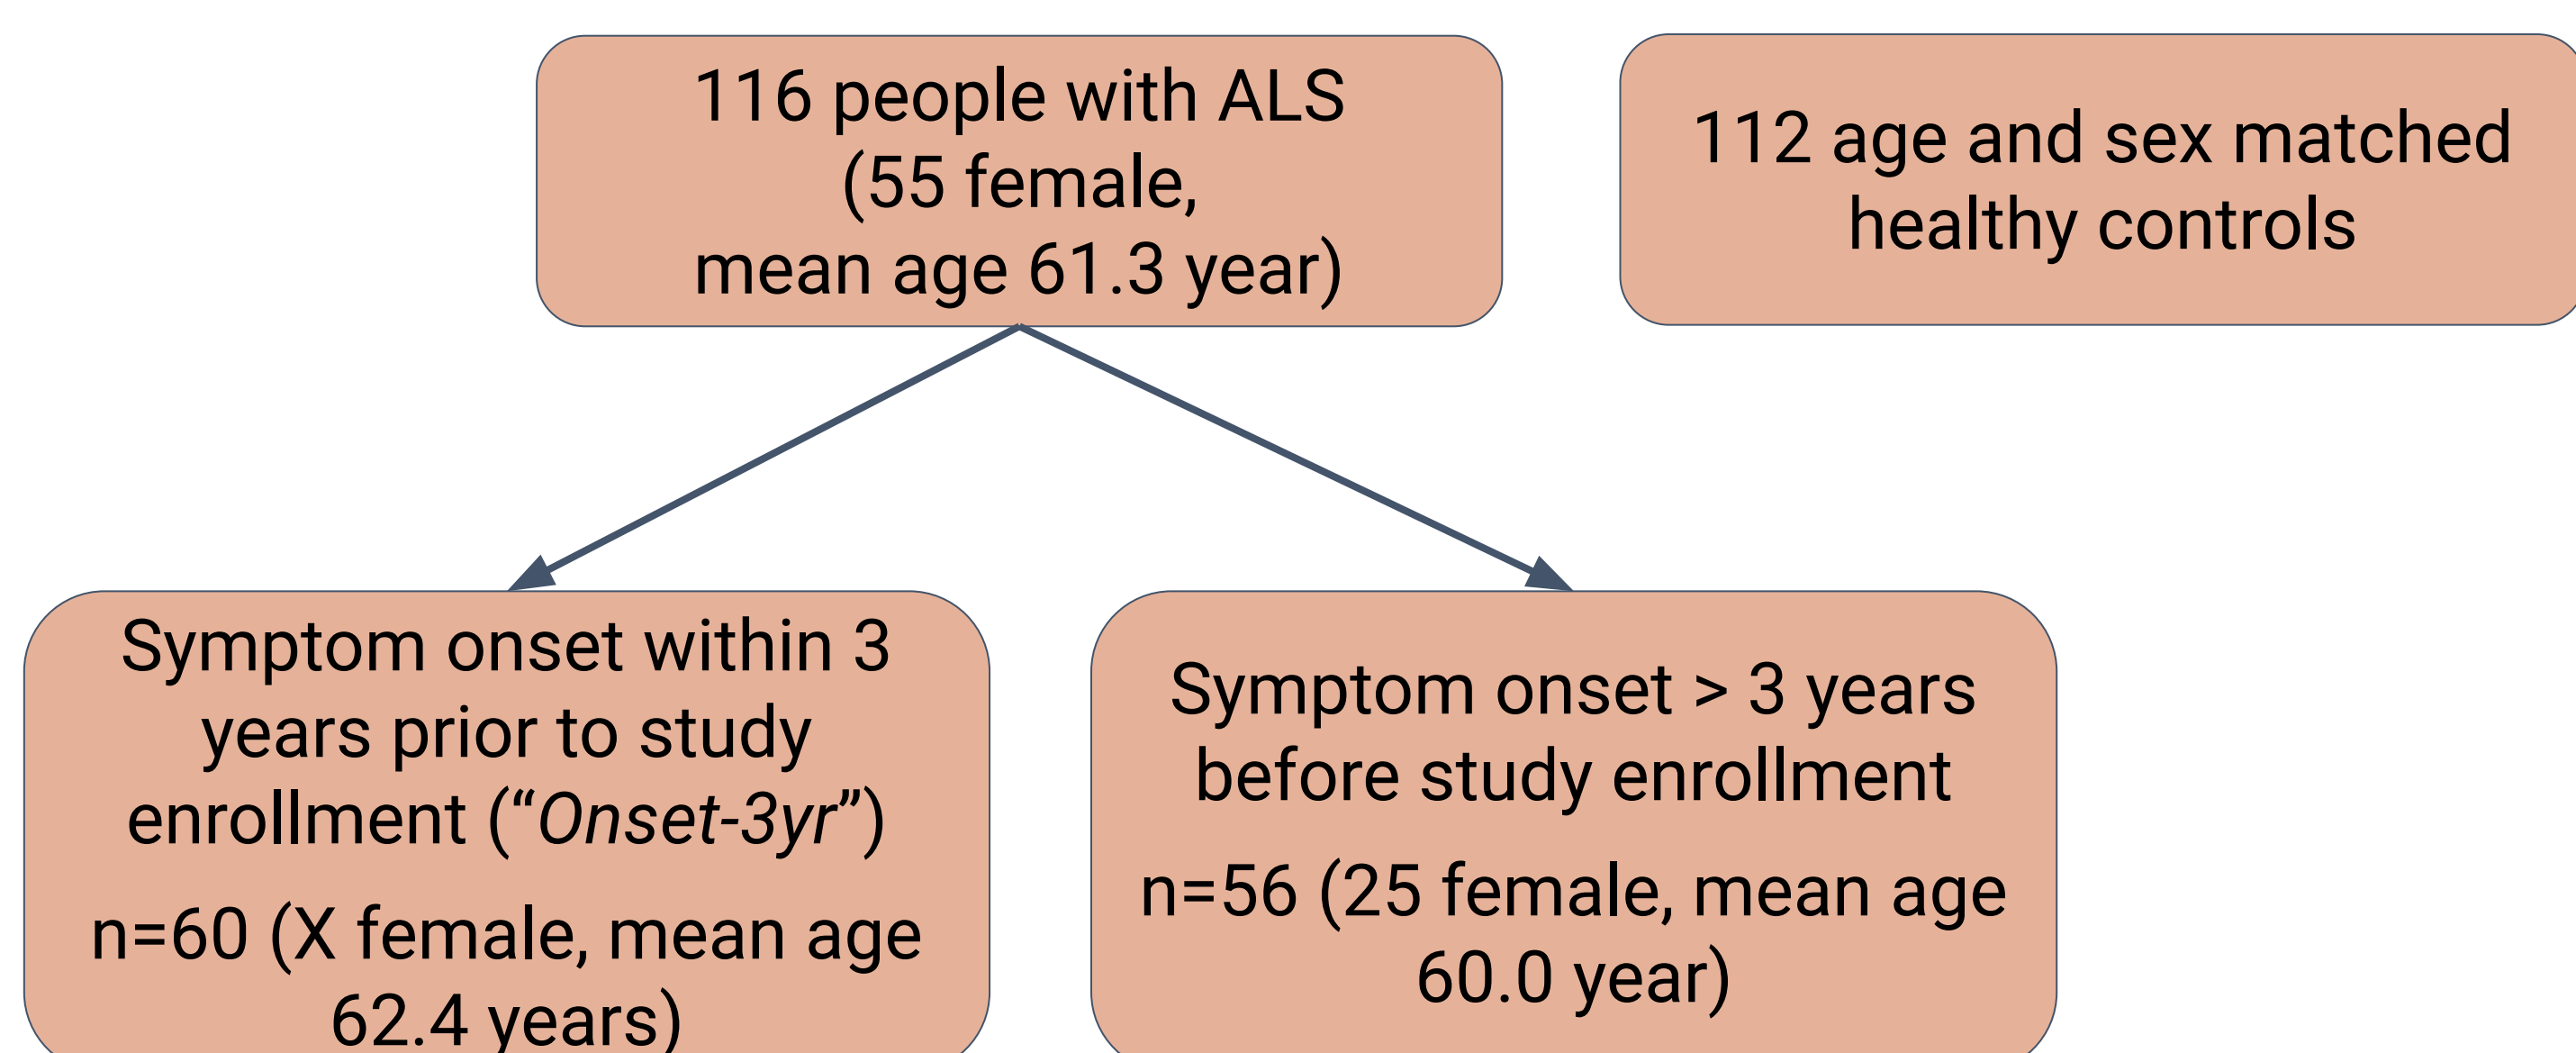 116 people with ALS
(55 female,
mean age 61.3 year)
112 age and sex matched
healthy controls
Symptom onset within 3
years prior to study
enrollment (“Onset-3yr”)
n=60 (X female, mean age
62.4 years)
Symptom onset > 3 years
before study enrollment
n=56 (25 female, mean age
60.0 year)